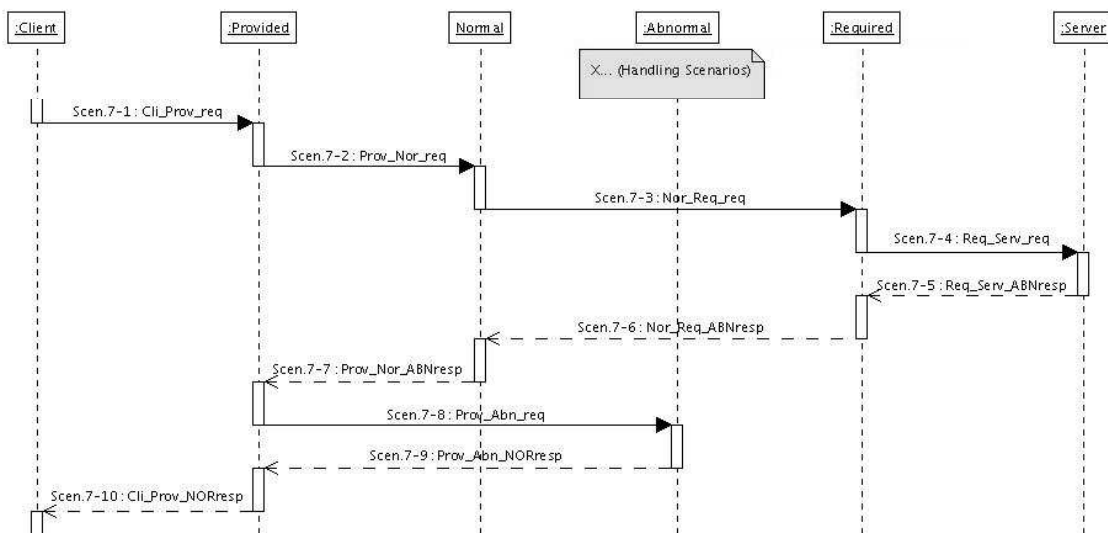 :Client
:Provided
Normal
:Abnormal
:Required
:Server
X... (Handling Scenarios)
Scen.7-1 : Cli_Prov_req
Scen.7-2 : Prov_Nor_req
Scen.7-3 : Nor_Req_req
Scen.7-4 : Req_Serv_req
Scen.7-5 : Req_Serv_ABNresp
Scen.7-6 : Nor_Req_ABNresp
Scen.7-7 : Prov_Nor_ABNresp
Scen.7-8 : Prov_Abn_req
Scen.7-9 : Prov_Abn_NORresp
Scen.7-10 : Cli_Prov_NORresp